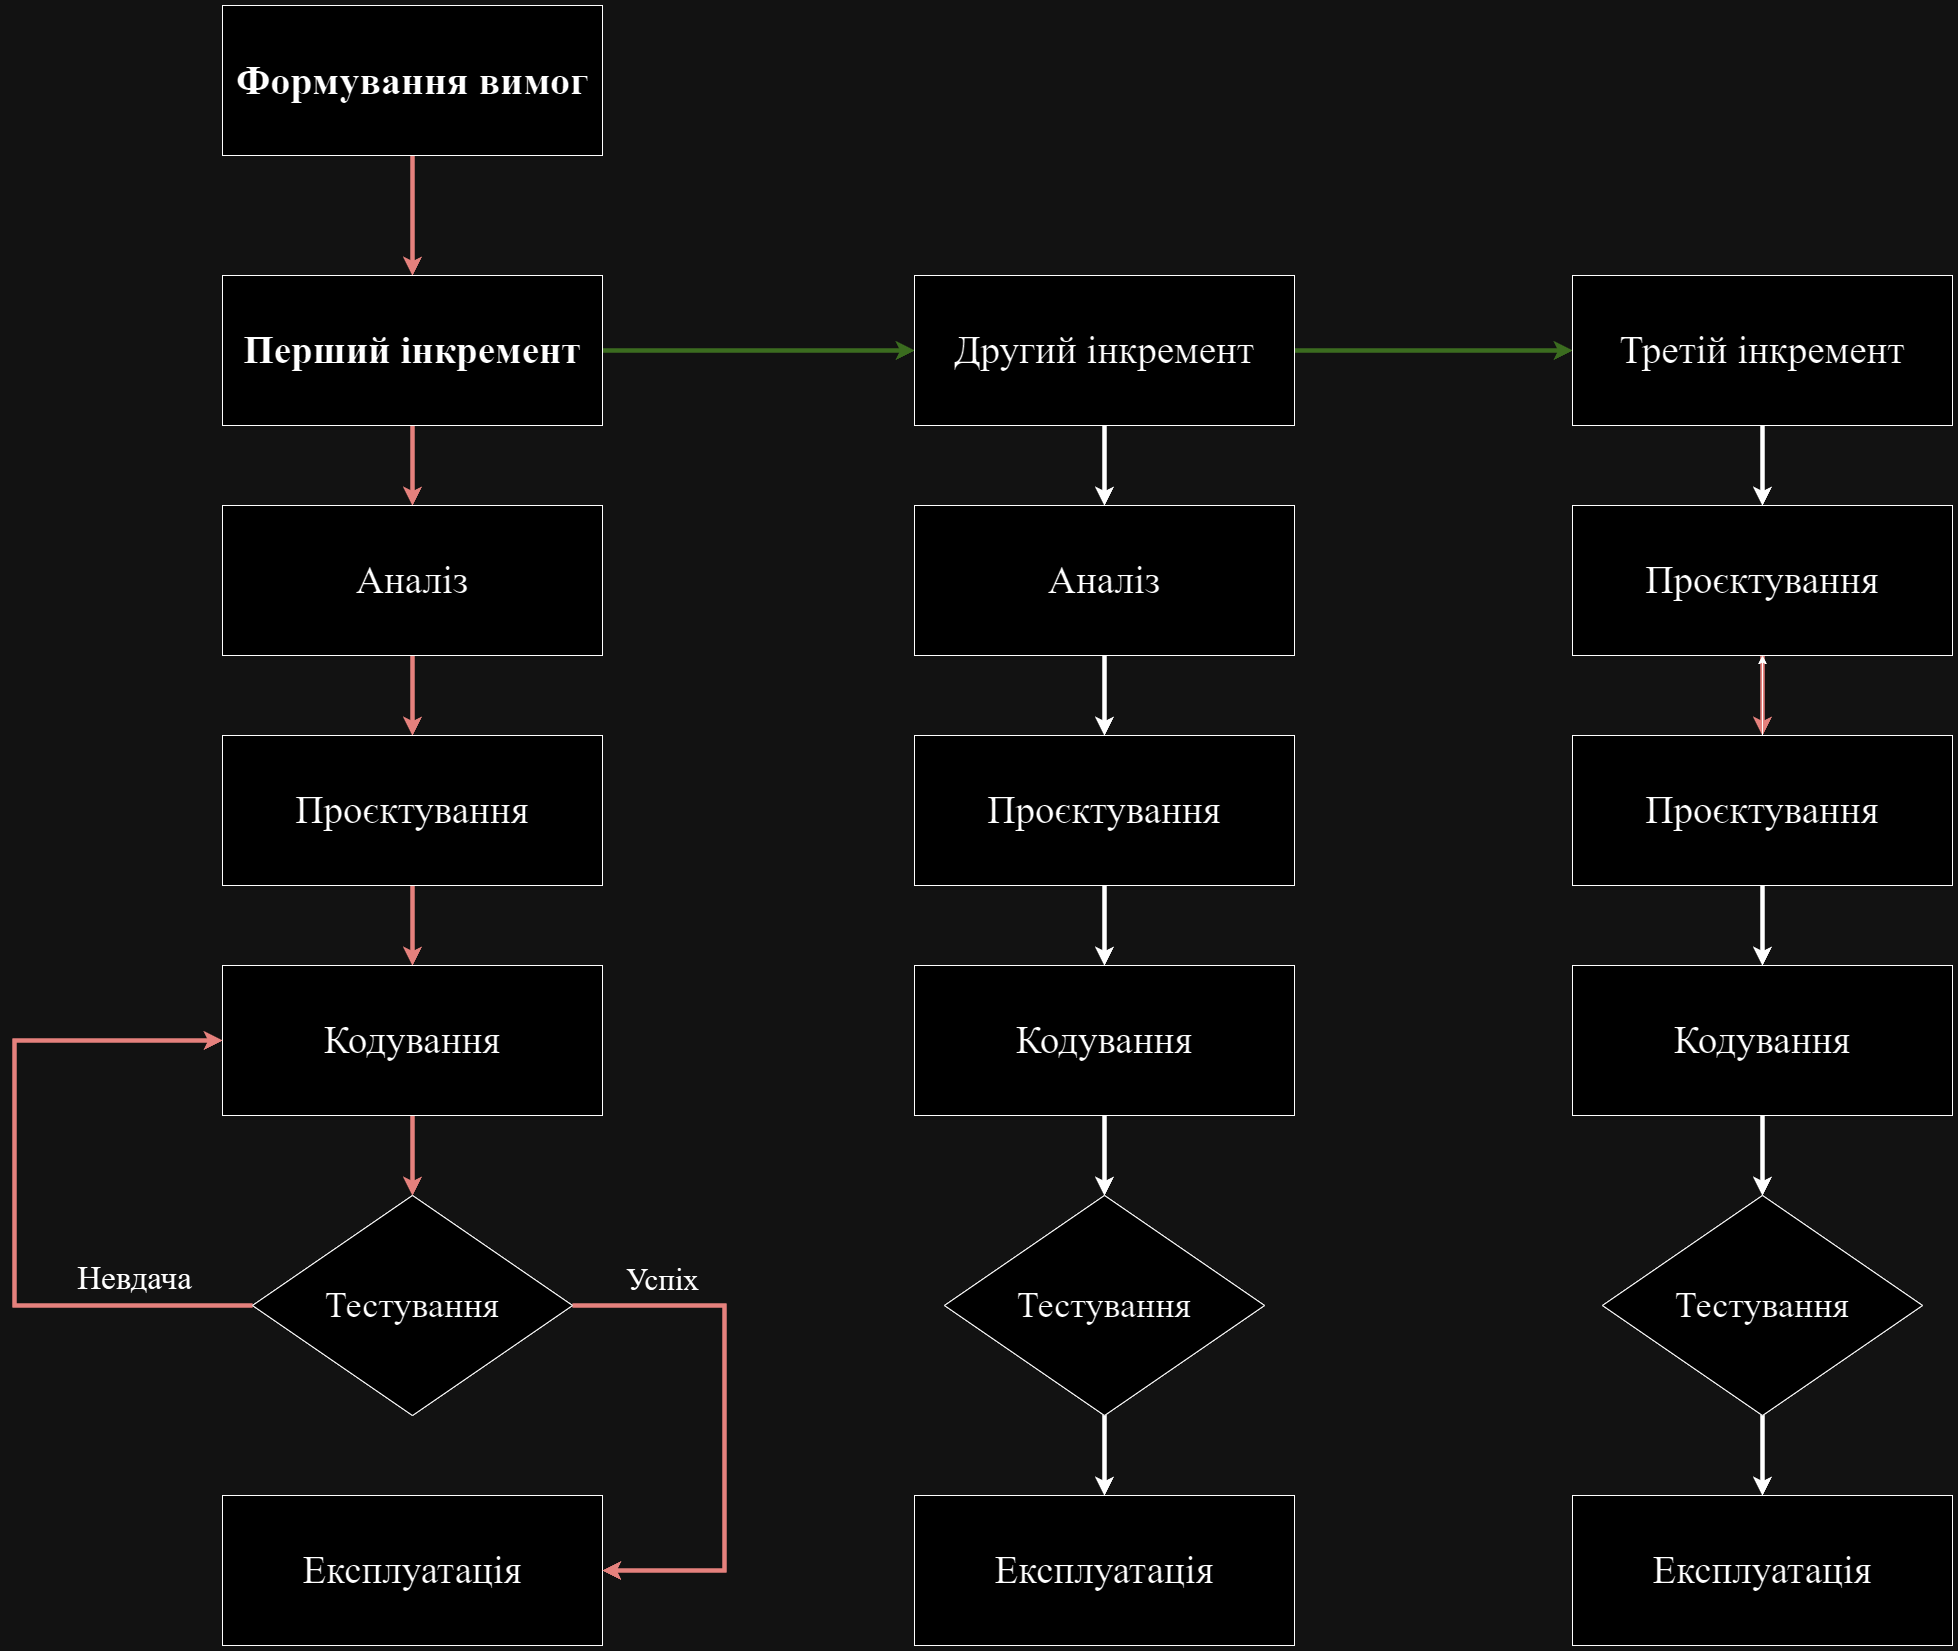 Формування вимог
Перший інкремент
Другий інкремент
Третій інкремент
Аналіз
Аналіз
Проєктування
Проєктування
Проєктування
Проєктування
Кодування
Кодування
Кодування
Невдача
Тестування
Успіх
Тестування
Тестування
Експлуатація
Експлуатація
Експлуатація